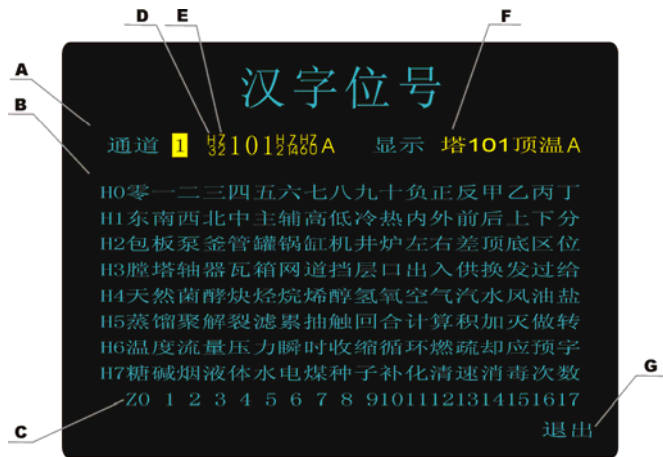 D E F
A
汉字位号
B
通道 1 H3Z2101H2Z14H6Z0A 显示 塔101顶温A
H0零一二三四五六七八九十负正反甲乙丙丁
H1东南西北中主辅高低冷热内外前后上下分
H2包板泵釜管罐锅缸机井炉左右差顶底区位
H3膛塔轴器瓦箱网道挡层口出入供换发过给
H4天然菌酵炔烃烷烯醇氢氧空气汽水风油盐
H5蒸馏聚解裂滤累抽触回合计算积加灭做转
H6温度流量压力瞬时收缩循环燃疏却应预字
H7糖碱烟液体水电煤种子补化清速消毒次数
Z0 1 2 3 4 5 6 7 8 91011121314151617
C
G
退出